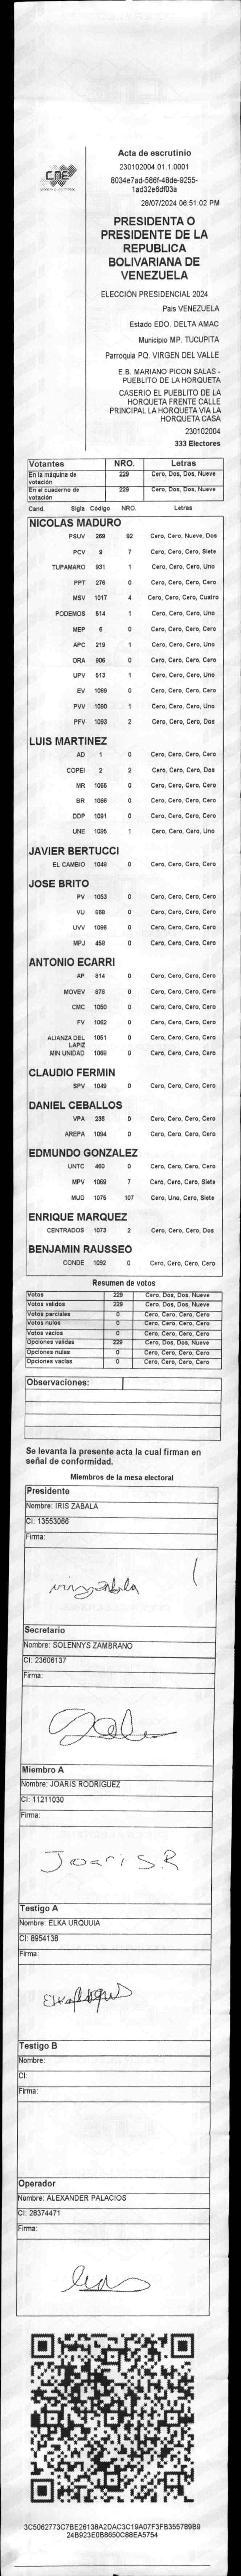 CNE
Acta de escrutinio
230102004.01.1.0001
8034e7ad-586f-48de-9255-
1ad32e6df03a
28/07/2024 06:51:02 PM
PRESIDENTA O
PRESIDENTE DE LA
REPUBLICA
BOLIVARIANA DE
VENEZUELA
ELECCIÓN PRESIDENCIAL 2024
Pais VENEZUELA
Estado EDO. DELTA AMAC
Municipio MP. TUCUPITA
Parroquia PQ. VIRGEN DEL VALLE
E.B. MARIANO PICON SALAS -
PUEBLITO DE LA HORQUETA
CASERIO EL PUEBLITO DE LA
HORQUETA FRENTE CALLE
PRINCIPAL LA HORQUETA VIA LA
HORQUETA CASA
230102004
333 Electores
Votantes NRO. Letras
En la máquina de votación 229 Cero, Dos, Dos, Nueve
En el cuaderno de votación 229 Cero, Dos, Dos, Nueve
Cand. Sigla Código NRO. Letras
NICOLAS MADURO
PSUV 269 92 Cero, Cero, Nueve, Dos
PCV 9 7 Cero, Cero, Cero, Siete
TUPAMARO 931 1 Cero, Cero, Cero, Uno
PPT 276 0 Cero, Cero, Cero, Cero
MSV 1017 4 Cero, Cero, Cero, Cuatro
PODEMOS 514 1 Cero, Cero, Cero, Uno
MEP 6 0 Cero, Cero, Cero, Cero
APC 219 1 Cero, Cero, Cero, Uno
ORA 906 0 Cero, Cero, Cero, Cero
UPV 513 1 Cero, Cero, Cero, Uno
EV 1089 0 Cero, Cero, Cero, Cero
PVV 1090 1 Cero, Cero, Cero, Uno
PFV 1093 2 Cero, Cero, Cero, Dos
LUIS MARTINEZ
AD 1 0 Cero, Cero, Cero, Cero
COPEI 2 2 Cero, Cero, Cero, Dos
MR 1065 0 Cero, Cero, Cero, Cero
BR 1088 0 Cero, Cero, Cero, Cero
DDP 1091 0 Cero, Cero, Cero, Cero
UNE 1095 1 Cero, Cero, Cero, Uno
JAVIER BERTUCCI
EL CAMBIO 1048 0 Cero, Cero, Cero, Cero
JOSE BRITO
PV 1053 0 Cero, Cero, Cero, Cero
VU 868 0 Cero, Cero, Cero, Cero
UVV 1096 0 Cero, Cero, Cero, Cero
MPJ 458 0 Cero, Cero, Cero, Cero
ANTONIO ECARRI
AP 814 0 Cero, Cero, Cero, Cero
MOVEV 878 0 Cero, Cero, Cero, Cero
CMC 1050 0 Cero, Cero, Cero, Cero
FV 1062 0 Cero, Cero, Cero, Cero
ALIANZA DEL LAPIZ 1051 0 Cero, Cero, Cero, Cero
MIN UNIDAD 1069 0 Cero, Cero, Cero, Cero
CLAUDIO FERMIN
SPV 1049 0 Cero, Cero, Cero, Cero
DANIEL CEBALLOS
VPA 236 0 Cero, Cero, Cero, Cero
AREPA 1094 0 Cero, Cero, Cero, Cero
EDMUNDO GONZALEZ
UNTC 460 0 Cero, Cero, Cero, Cero
MPV 1069 7 Cero, Cero, Cero, Siete
MUD 1075 107 Cero, Uno, Cero, Siete
ENRIQUE MARQUEZ
CENTRADOS 1073 2 Cero, Cero, Cero, Dos
BENJAMIN RAUSSEO
CONDE 1092 0 Cero, Cero, Cero, Cero
Resumen de votos
Votos 229 Cero, Dos, Dos, Nueve
Votos validos 229 Cero, Dos, Dos, Nueve
Votos parciales 0 Cero, Cero, Cero, Cero
Votos nulos 0 Cero, Cero, Cero, Cero
Votos vacios 0 Cero, Cero, Cero, Cero
Opciones validas 229 Cero, Dos, Dos, Nueve
Opciones nulas 0 Cero, Cero, Cero, Cero
Opciones vacias 0 Cero, Cero, Cero, Cero
Observaciones:
Se levanta la presente acta la cual firman en
señal de conformidad.
Miembros de la mesa electoral
Presidente
Nombre: IRIS ZABALA
CI: 13553066
Firma:
Secretario
Nombre: SOLENNYS ZAMBRANO
CI: 23606137
Firma:
Miembro A
Nombre: JOARIS RODRIGUEZ
CI: 11211030
Firma:
Joaris R
Testigo A
Nombre: ELKA URQUIJA
CI: 8954138
Firma:
Testigo B
Nombre:
CI:
Firma:
Operador
Nombre: ALEXANDER PALACIOS
CI: 28374471
Firma:
3C5062773C7BE26138A2DAC3C19A07F3FB355789B9
24B923E0B8650C88EA5754